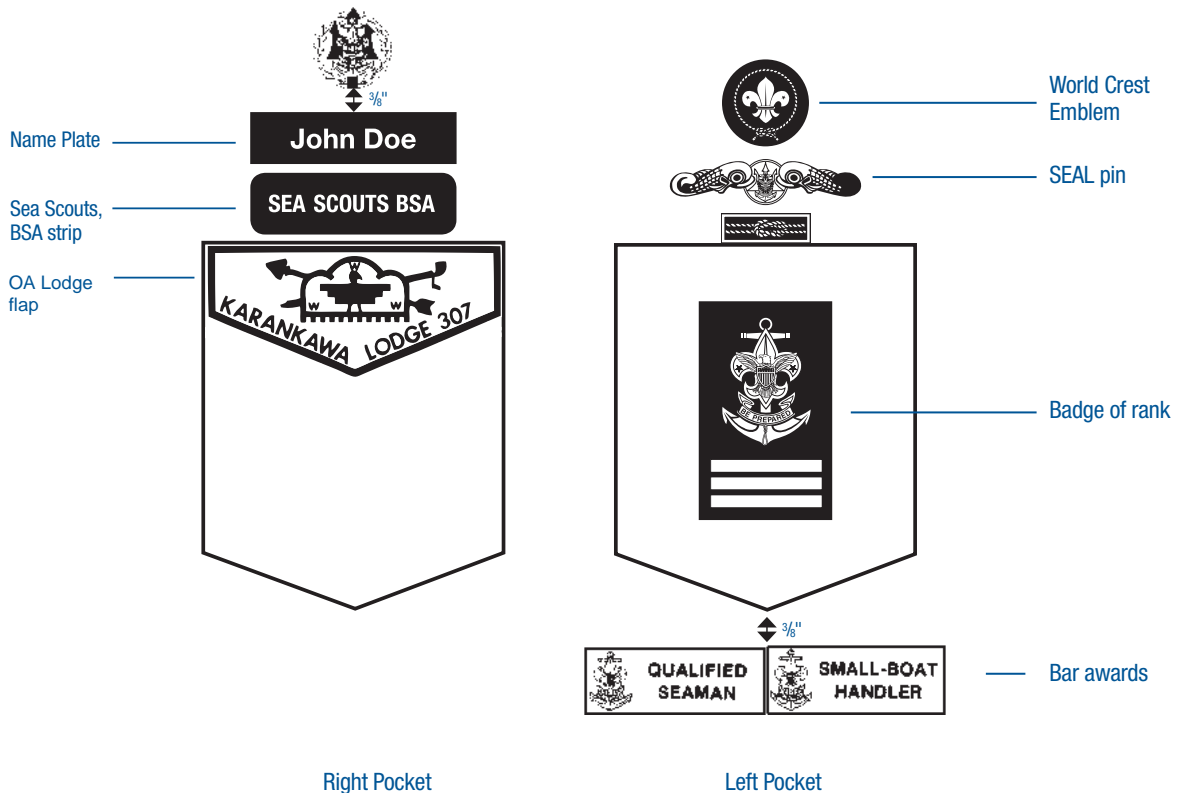 3/8"
Name Plate
John Doe
Sea Scouts,
BSA strip
SEA SCOUTS BSA
OA Lodge
flap
W
W W
KARANKAWA LODGE 307
World Crest
Emblem
SEAL pin
BE PREPARED
Badge of rank
3/8"
QUALIFIED
SEAMAN
SMALL-BOAT
HANDLER
Bar awards
Right Pocket
Left Pocket